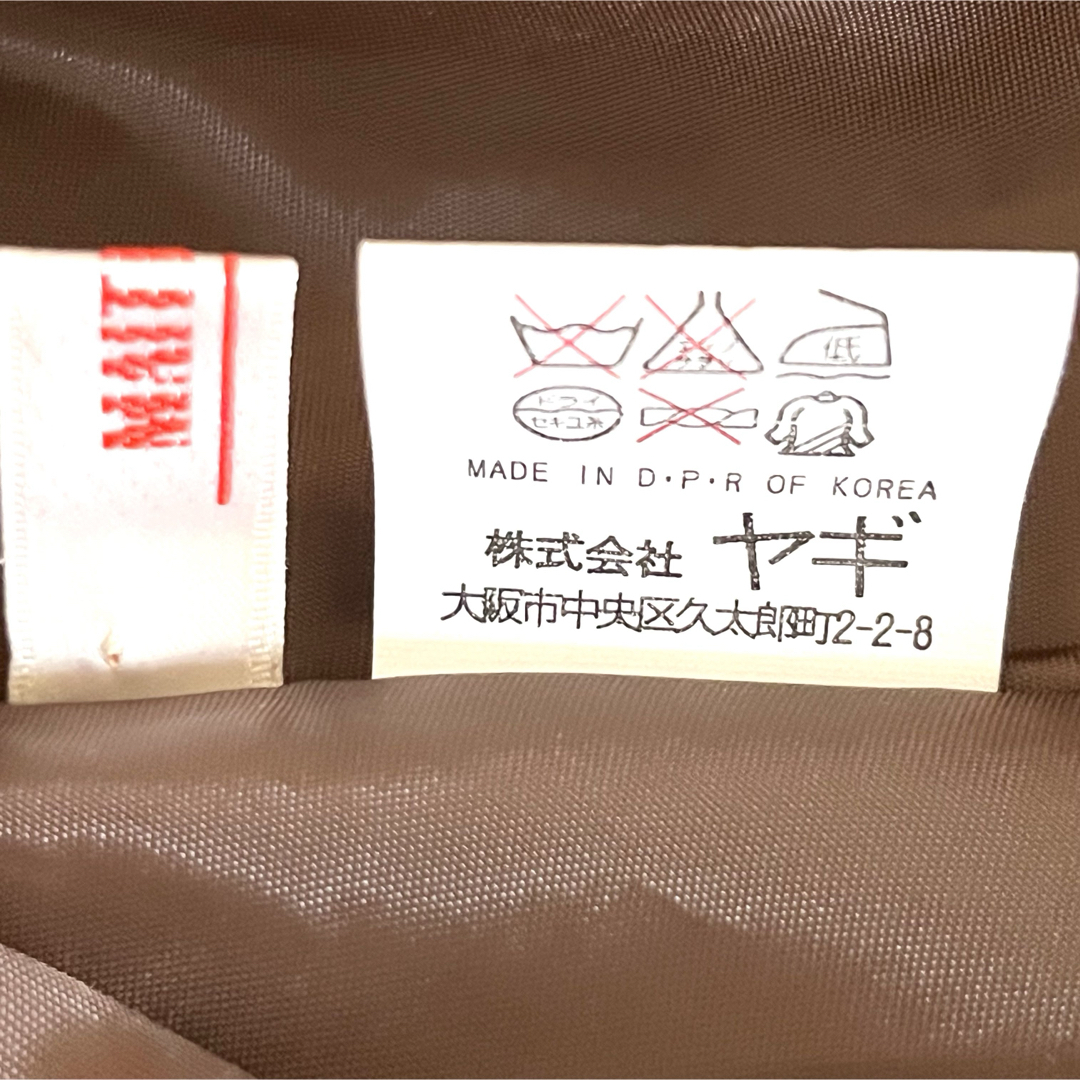 低
ドライ
セキユ系
MADE IN D・P・R OF KOREA
株式会社 ヤギ
大阪市中央区久太郎町2-2-8